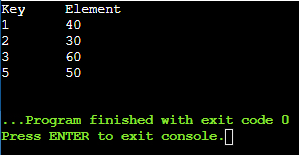 Key     Element
1       40
2       30
3       60
5       50
...Program finished with exit code 0
Press ENTER to exit console.